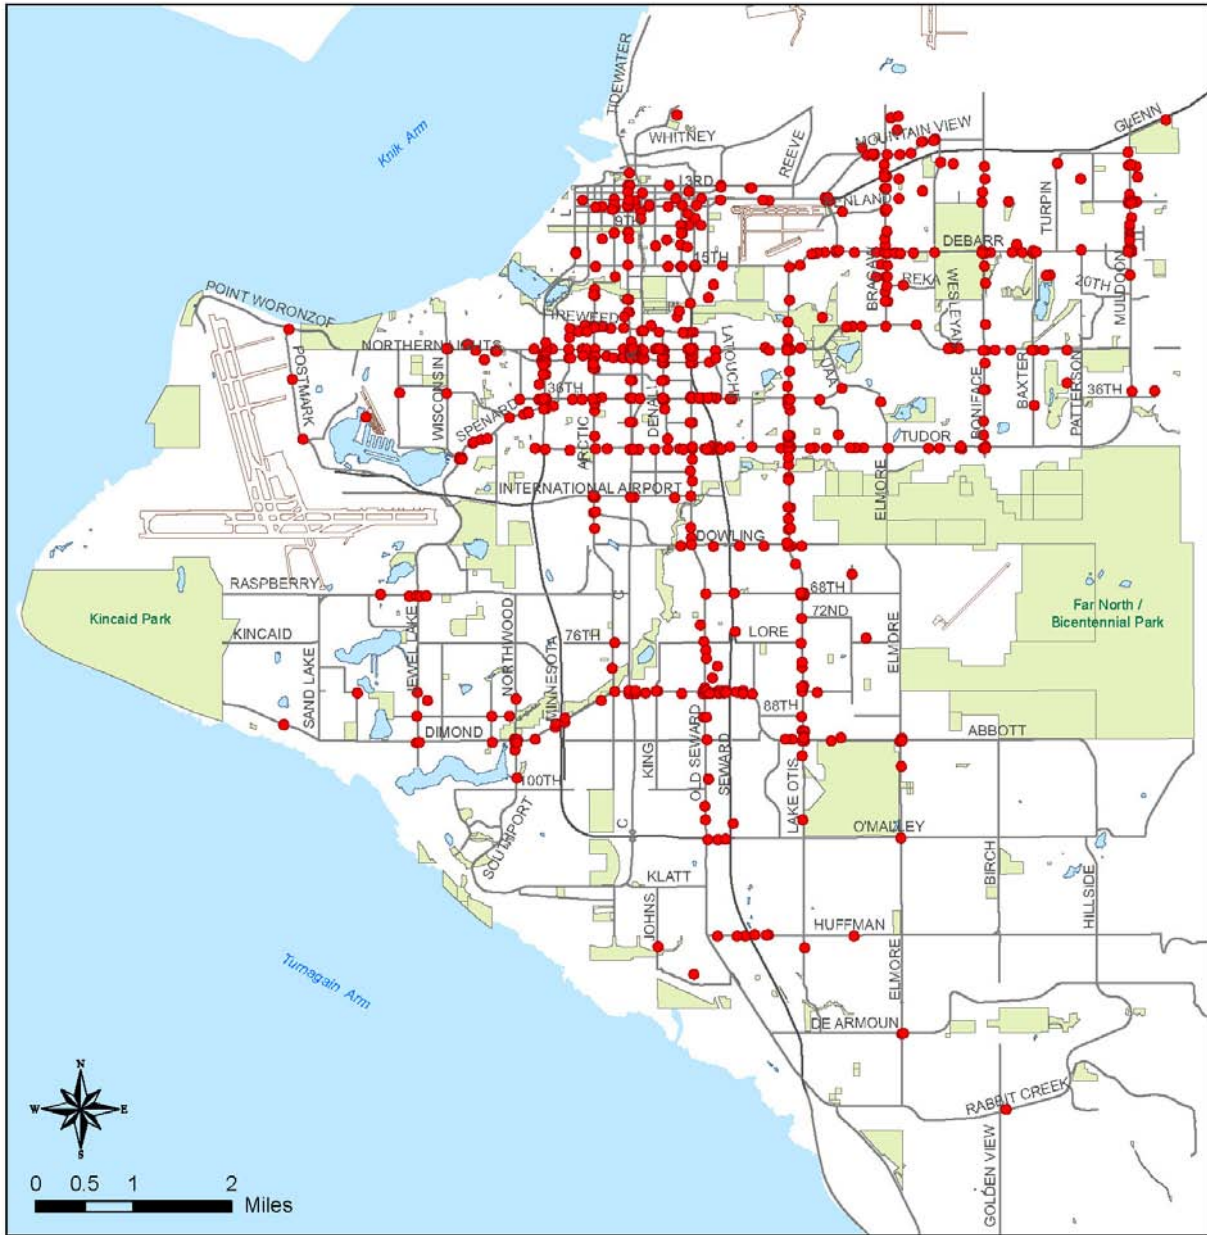 TIDEWATER
WHITNEY
REEVE
MOUNTAIN VIEW
GLENN
Knik Arm
3RD
L
9TH
15TH
DEBARR
TURPIN
BRAGAW
REKA
WESLEYAN
20TH
MULDOON
POINT WORONZOF
FIREWEED
NORTHERN LIGHTS
LATOUCHE
UAA
POSTMARK
WISCONSIN
SPENARD
36TH
ARCTIC
DENALI
BONIFACE
BAXTER
PATTERSON
36TH
TUDOR
INTERNATIONAL AIRPORT
ELMORE
DOWLING
RASPBERRY
C
68TH
72ND
Kincaid Park
KINCAID
JEWEL LAKE
NORTHWOOD
76TH
LORE
ELMORE
Far North /
Bicentennial Park
SAND LAKE
MINNESOTA
88TH
DIMOND
ABBOTT
KING
OLD SEWARD
SEWARD
LAKE OTIS
100TH
SOUTHPORT
C
O'MALLEY
KLATT
BIRCH
HILLSIDE
JOHNS
HUFFMAN
ELMORE
Turnagain Arm
DE ARMOUN
RABBIT CREEK
GOLDEN VIEW
N
W E
S
0 0.5 1 2
Miles